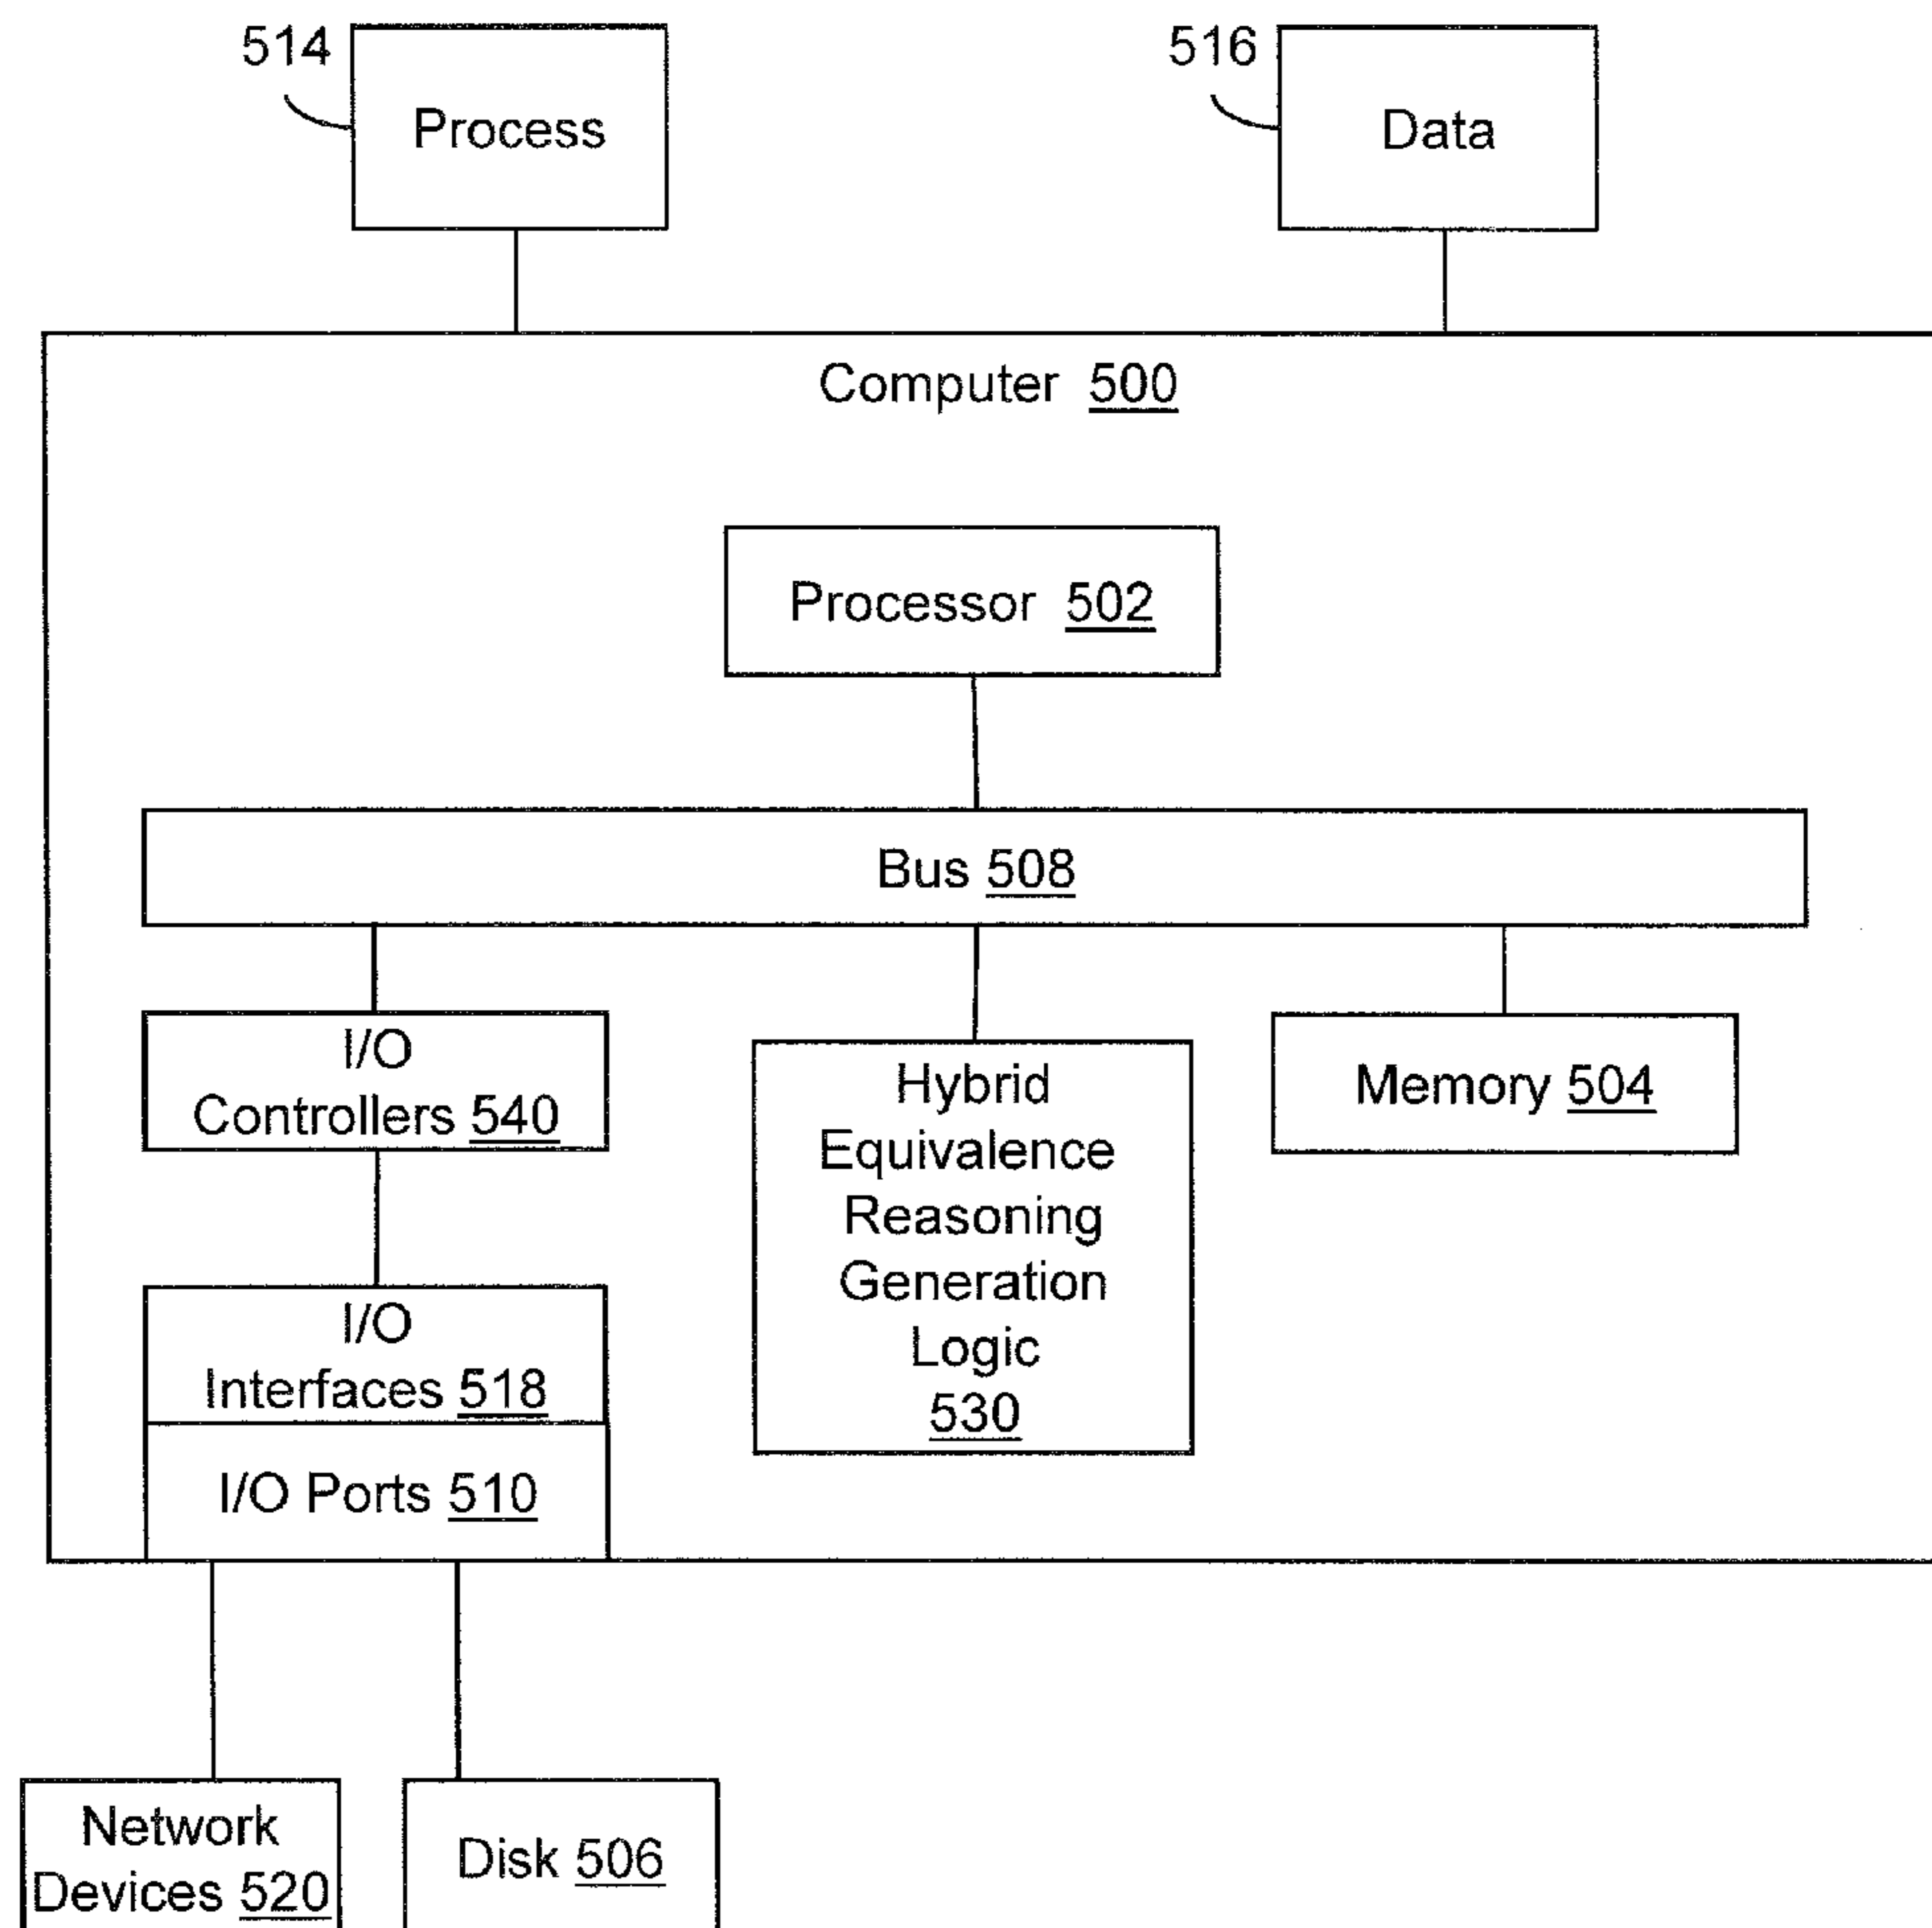 514
Process
516
Data
Computer 500
Processor 502
Bus 508
I/O
Controllers 540
Hybrid
Equivalence
Reasoning
Generation
Logic
530
Memory 504
I/O
Interfaces 518
I/O Ports 510
Network
Devices 520
Disk 506